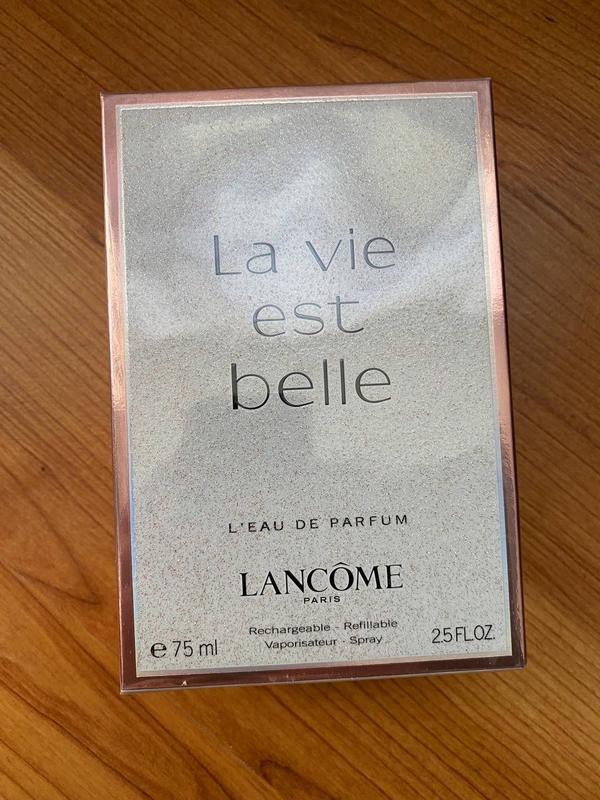 La vie
est
belle
L'EAU DE PARFUM
LANCÔME
PARIS
Rechargeable - Refillable
Vaporisateur - Spray
℮ 75 ml
2.5 FL.OZ.